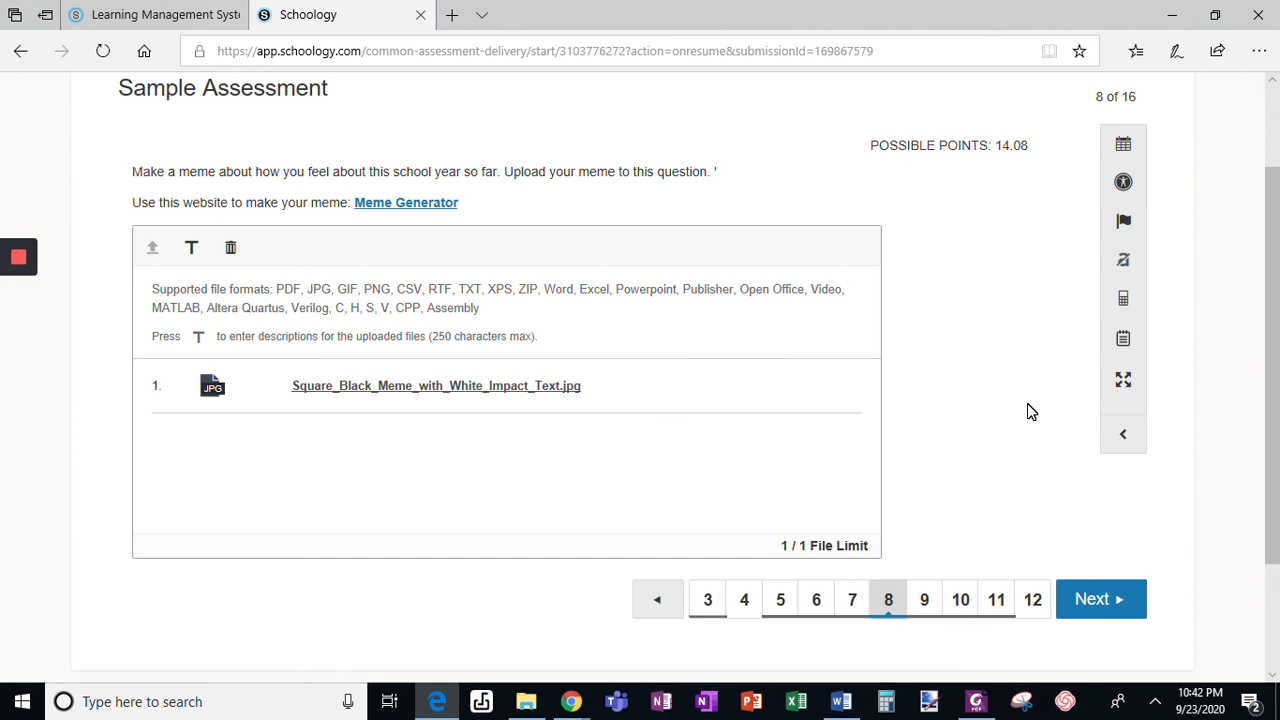 Learning Management Syst
Schoology
https://app.schoology.com/common-assessment-delivery/start/3103776272?action=onresume&submissionId=169867579
Sample Assessment
8 of 16
POSSIBLE POINTS: 14.08
Make a meme about how you feel about this school year so far. Upload your meme to this question. '
Use this website to make your meme: Meme Generator
T
Supported file formats: PDF, JPG, GIF, PNG, CSV, RTF, TXT, XPS, ZIP, Word, Excel, Powerpoint, Publisher, Open Office, Video,
MATLAB, Altera Quartus, Verilog, C, H, S, V, CPP, Assembly
Press T to enter descriptions for the uploaded files (250 characters max).
1. JPG Square_Black_Meme_with_White_Impact_Text.jpg
1 / 1 File Limit
3 4 5 6 7 8 9 10 11 12 Next
Type here to search
10:42 PM
9/23/2020
2